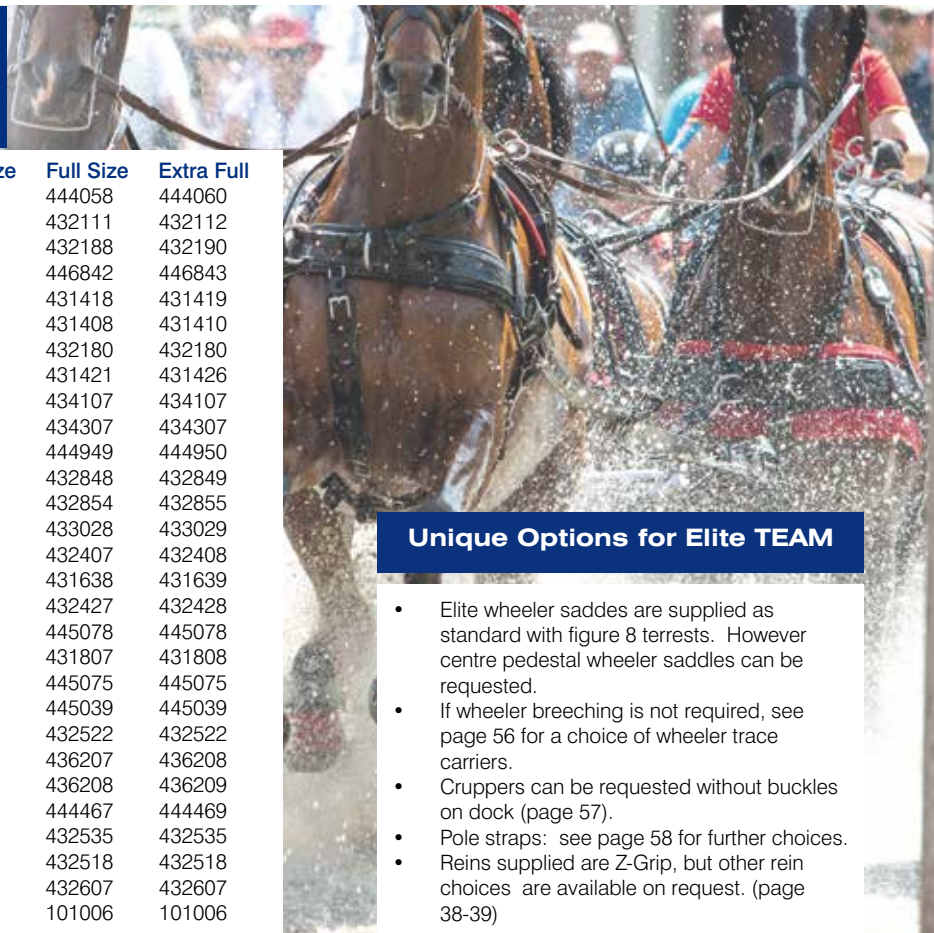 ze Full Size Extra Full
444058 444060
432111 432112
432188 432190
446842 446843
431418 431419
431408 431410
432180 432180
431421 431426
434107 434107
434307 434307
444949 444950
432848 432849
432854 432855
433028 433029
432407 432408
431638 431639
432427 432428
445078 445078
431807 431808
445075 445075
445039 445039
432522 432522
436207 436208
436208 436209
444467 444469
432535 432535
432518 432518
432607 432607
101006 101006
Unique Options for Elite TEAM
• Elite wheeler saddes are supplied as
standard with figure 8 terrests. However
centre pedestal wheeler saddles can be
requested.
• If wheeler breeching is not required, see
page 56 for a choice of wheeler trace
carriers.
• Cruppers can be requested without buckles
on dock (page 57).
• Pole straps: see page 58 for further choices.
• Reins supplied are Z-Grip, but other rein
choices are available on request. (page
38-39)